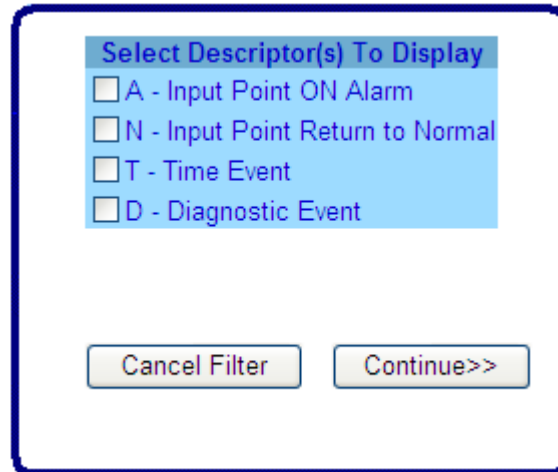 Select Descriptor(s) To Display
A - Input Point ON Alarm
N - Input Point Return to Normal
T - Time Event
D - Diagnostic Event
Cancel Filter
Continue>>